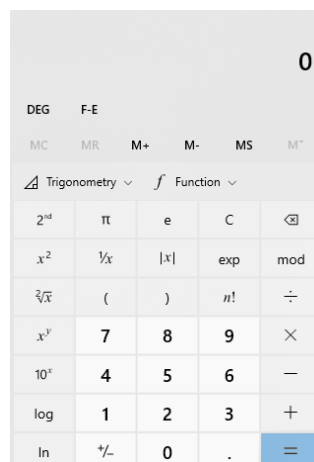 0
DEG F-E
MC MR M+ M- MS M˅
Trigonometry f Function
2ⁿᵈ π e C
x² ¹/x |x| exp mod
²√x ( ) n! ÷
xʸ 7 8 9 ×
10ˣ 4 5 6 −
log 1 2 3 +
ln +/− 0 . =